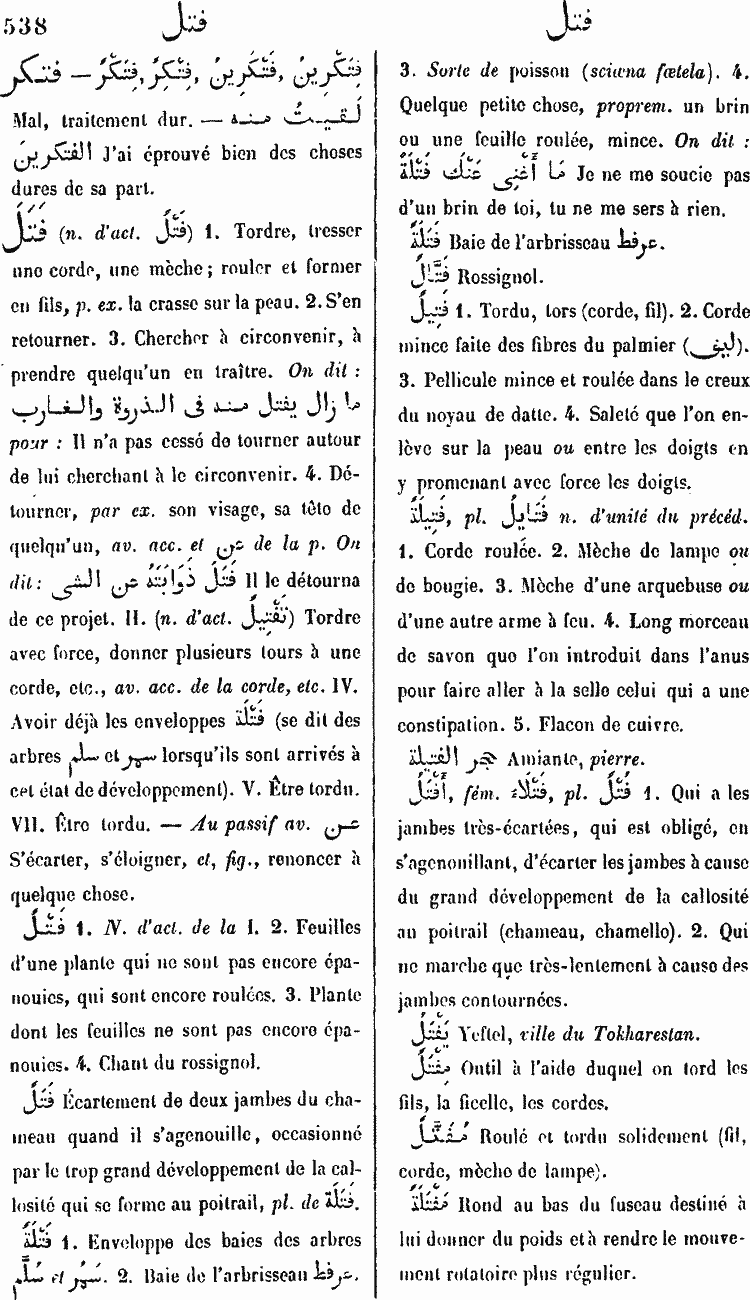 538 فتل
فتل
فتكر — فِتَكْرٌ, فِتَكْرٌ, فَتَكْرِينُ, فِتَكْرِينُ
Mal, traitement dur. — لَقِيتُ منه
الفتكرينَ J'ai éprouvé bien des choses
dures de sa part.
فَتَلَ (n. d'act. فَتْلٌ) 1. Tordre, tresser
une corde, une mèche; rouler et former
en fils, p. ex. la crasse sur la peau. 2. S'en
retourner. 3. Chercher à circonvenir, à
prendre quelqu'un en traître. On dit :
ما زال يفتل منه فى الذروة والغارب
pour : Il n'a pas cessé de tourner autour
de lui cherchant à le circonvenir. 4. Dé-
tourner, par ex. son visage, sa tête de
quelqu'un, av. acc. et عن de la p. On
dit : فَتَلَ ذَوَابَتَهُ عن الشى Il le détourna
de ce projet. II. (n. d'act. تَفْتِيلٌ) Tordre
avec force, donner plusieurs tours à une
corde, etc., av. acc. de la corde, etc. IV.
Avoir déjà les enveloppes فَتْلَة (se dit des
arbres سلم et سمر lorsqu'ils sont arrivés à
cet état de développement). V. Être tordu.
VII. Être tordu. — Au passif av. عن
S'écarter, s'éloigner, et, fig., renoncer à
quelque chose.
فَتْلٌ 1. N. d'act. de la I. 2. Feuilles
d'une plante qui ne sont pas encore épa-
nouies, qui sont encore roulées. 3. Plante
dont les feuilles ne sont pas encore épa-
nouies. 4. Chant du rossignol.
فَتَلٌ Écartement de deux jambes du cha-
meau quand il s'agenouille, occasionné
par le trop grand développement de la cal-
losité qui se forme au poitrail, pl. de فَتَلَة.
فَتْلَةٌ 1. Enveloppe des baies des arbres
سَلَم et سَمُر. 2. Baie de l'arbrisseau عرفط.
3. Sorte de poisson (sciæna fœtela). 4.
Quelque petite chose, proprem. un brin
ou une feuille roulée, mince. On dit :
مَا أَغْنِى عَنْكَ فَتْلَةً Je ne me soucie pas
d'un brin de toi, tu ne me sers à rien.
فَتَلَةٌ Baie de l'arbrisseau عرفط.
فَتَّالٌ Rossignol.
فَتِيلٌ 1. Tordu, tors (corde, fil). 2. Corde
mince faite des fibres du palmier (ليف).
3. Pellicule mince et roulée dans le creux
du noyau de datte. 4. Saleté que l'on en-
lève sur la peau ou entre les doigts en
y promenant avec force les doigts.
فَتِيلَةٌ, pl. فَتَايِلُ n. d'unité du précéd.
1. Corde roulée. 2. Mèche de lampe ou
de bougie. 3. Mèche d'une arquebuse ou
d'une autre arme à feu. 4. Long morceau
de savon que l'on introduit dans l'anus
pour faire aller à la selle celui qui a une
constipation. 5. Flacon de cuivre.
حجر الفتيلة Amiante, pierre.
أَفْتَلُ, fém. فَتْلَاءُ, pl. فُتْلٌ 1. Qui a les
jambes très-écartées, qui est obligé, en
s'agenouillant, d'écarter les jambes à cause
du grand développement de la callosité
au poitrail (chameau, chamelle). 2. Qui
ne marche que très-lentement à cause des
jambes contournées.
يَفْتَلُ Yeftel, ville du Tokharestan.
مِفْتَلٌ Outil à l'aide duquel on tord les
fils, la ficelle, les cordes.
مُفَتَّلٌ Roulé et tordu solidement (fil,
corde, mèche de lampe).
مَفْتَلَةٌ Rond au bas du fuseau destiné à
lui donner du poids et à rendre le mouve-
ment rotatoire plus régulier.